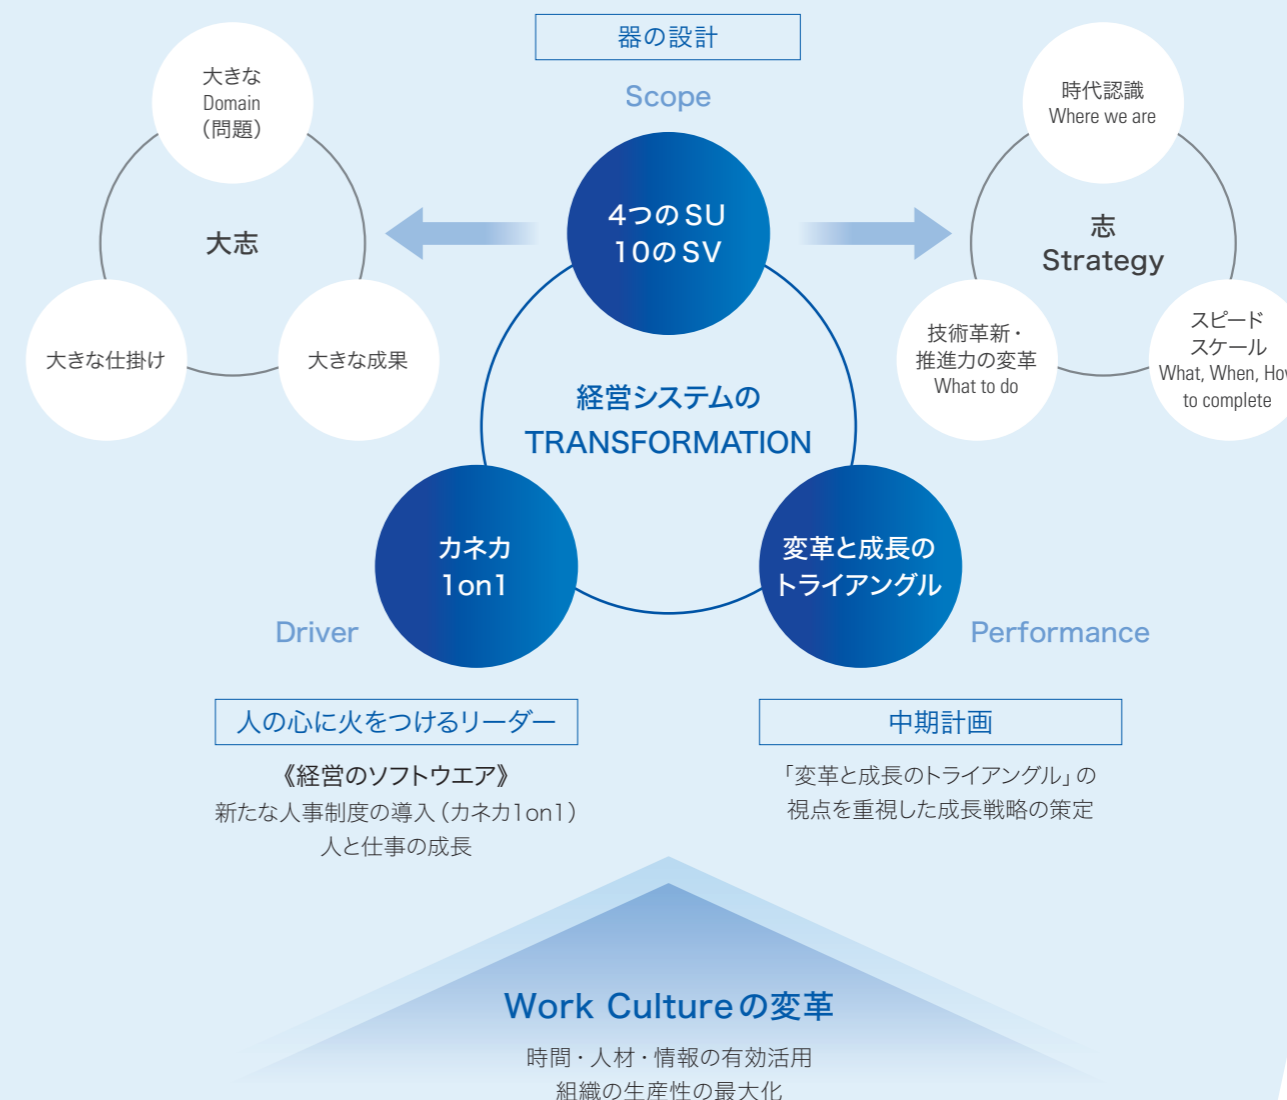 器の設計
Scope
大きな
Domain
（問題）
大志
大きな仕掛け
大きな成果
4つのSU
10のSV
時代認識
Where we are
志
Strategy
技術革新・
推進力の変革
What to do
スピード
スケール
What, When, How
to complete
経営システムの
TRANSFORMATION
カネカ
1on1
変革と成長の
トライアングル
Driver
Performance
人の心に火をつけるリーダー
《経営のソフトウエア》
新たな人事制度の導入（カネカ1on1）
人と仕事の成長
中期計画
「変革と成長のトライアングル」の
視点を重視した成長戦略の策定
Work Cultureの変革
時間・人材・情報の有効活用
組織の生産性の最大化